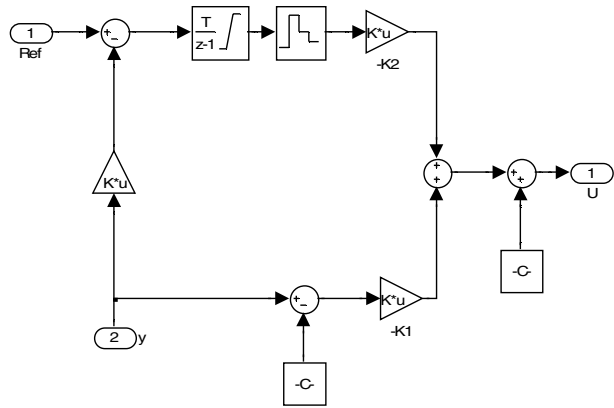 1
Ref
+
−
T
z-1
K*u
-K2
K*u
+
+
+
+
1
U
-C-
2
y
+
−
K*u
-K1
-C-